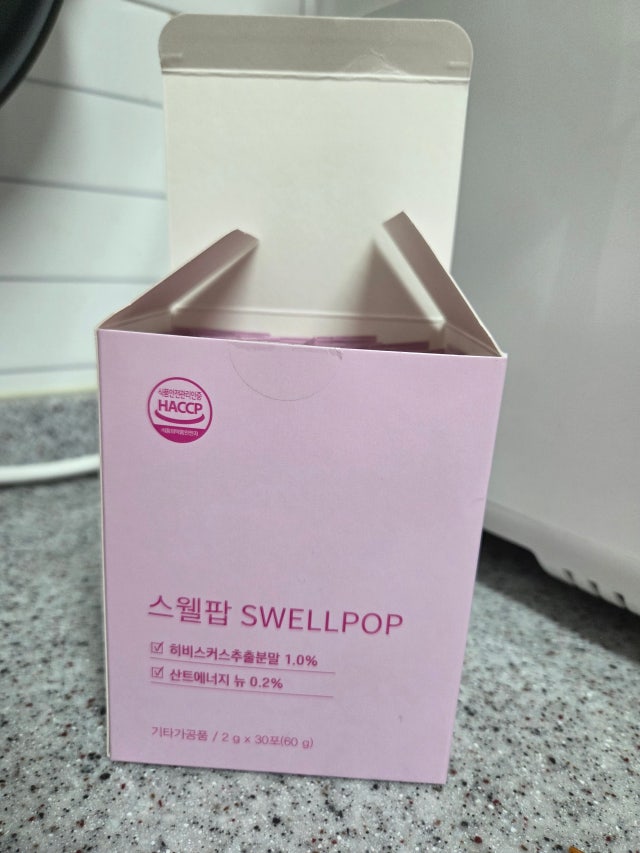 식품안전관리인증
HACCP
식품의약품안전처
스웰팝 SWELLPOP
히비스커스추출분말 1.0%
산트에너지 뉴 0.2%
기타가공품 / 2 g x 30포(60 g)